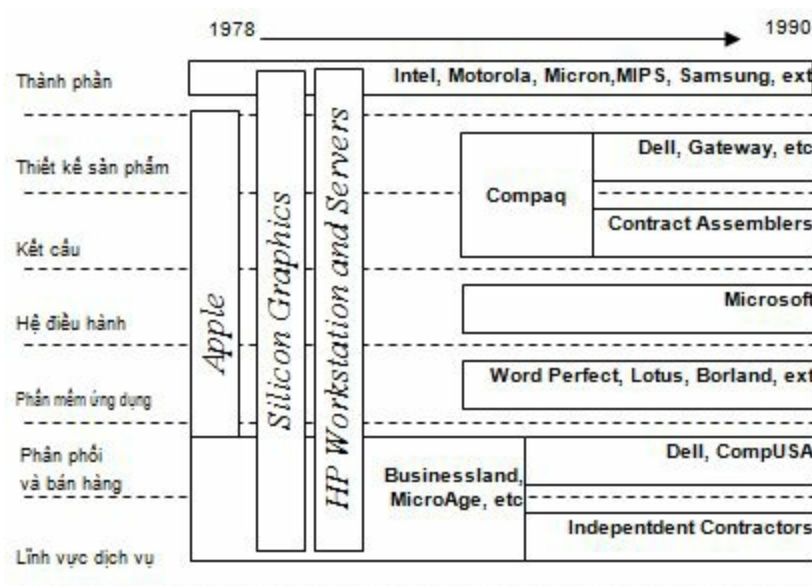 1978
1990
Thành phần
Intel, Motorola, Micron,MIPS, Samsung, ext
Thiết kế sản phẩm
Dell, Gateway, etc
Compaq
Contract Assemblers
Kết cấu
Hệ điều hành
Microsoft
Apple
Silicon Graphics
HP Workstation and Servers
Phần mềm ứng dụng
Word Perfect, Lotus, Borland, ext
Phân phối
và bán hàng
Dell, CompUSA
Businessland,
MicroAge, etc
Indepentdent Contractors
Lĩnh vực dịch vụ